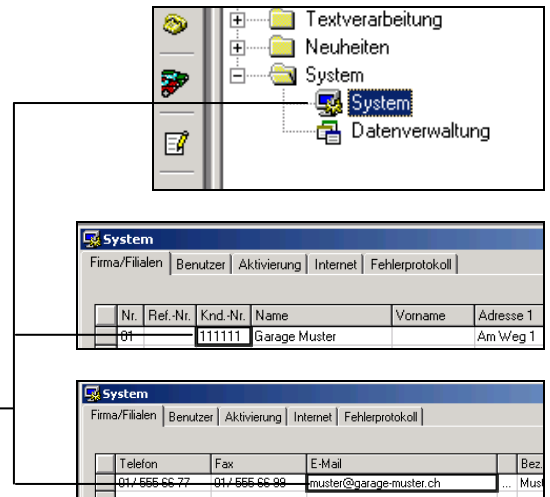 Textverarbeitung
Neuheiten
System
System
Datenverwaltung
System
Firma/Filialen Benutzer Aktivierung Internet Fehlerprotokoll
Nr. Ref.-Nr. Knd.-Nr. Name Vorname Adresse 1
01 111111 Garage Muster Am Weg 1
System
Firma/Filialen Benutzer Aktivierung Internet Fehlerprotokoll
Telefon Fax E-Mail Bez.
01/ 555 66 77 01/ 555 66 99 muster@garage-muster.ch ... Must